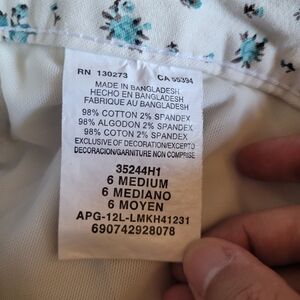 RN 130273 CA 55394
MADE IN BANGLADESH
HECHO EN BANGLADESH
FABRIQUE AU BANGLADESH
98% COTTON 2% SPANDEX
98% ALGODON 2% SPANDEX
98% COTON 2% SPANDEX
EXCLUSIVE OF DECORATION/EXCEPTO
DECORACION/GARNITURE NON COMPRISE
35244H1
6 MEDIUM
6 MEDIANO
6 MOYEN
APG-12L-LMKH41231
690742928078